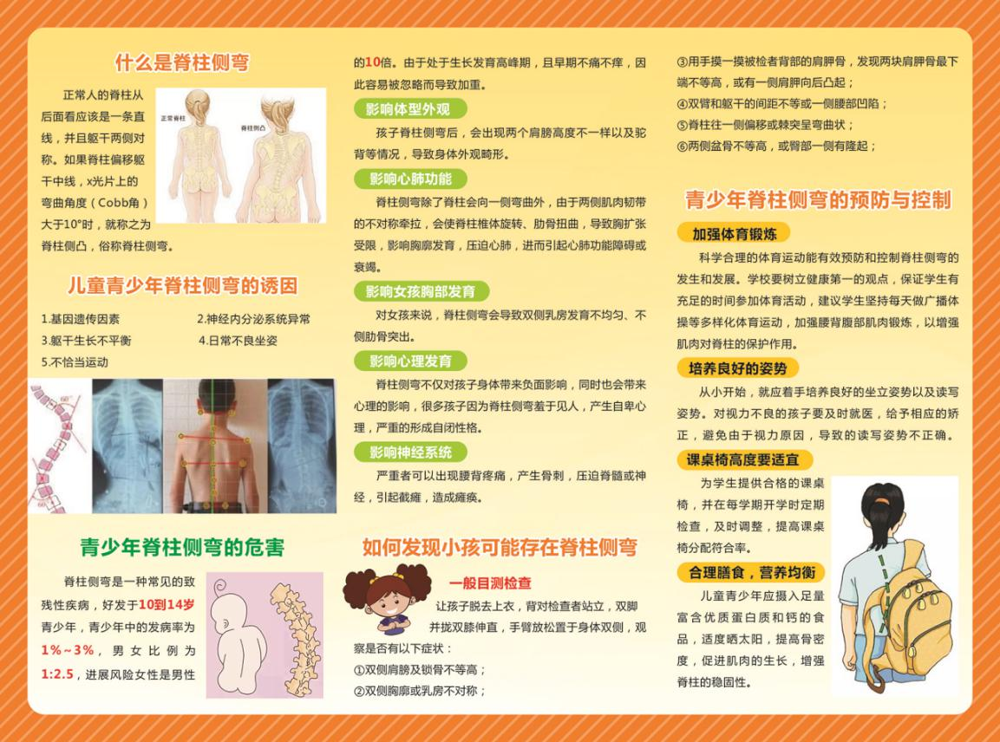 什么是脊柱侧弯
正常人的脊柱从
后面看应该是一条直
线，并且躯干两侧对
称。如果脊柱偏移躯
干中线，x光片上的
弯曲角度（Cobb角）
大于10°时，就称之为
脊柱侧凸，俗称脊柱侧弯。
正常脊柱
脊柱侧凸
儿童青少年脊柱侧弯的诱因
1.基因遗传因素
2.神经内分泌系统异常
3.躯干生长不平衡
4.日常不良坐姿
5.不恰当运动
60°
60°
青少年脊柱侧弯的危害
脊柱侧弯是一种常见的致
残性疾病，好发于10到14岁
青少年，青少年中的发病率为
1%~3%，男女比例为
1:2.5，进展风险女性是男性
的10倍。由于处于生长发育高峰期，且早期不痛不痒，因
此容易被忽略而导致加重。
影响体型外观
孩子脊柱侧弯后，会出现两个肩膀高度不一样以及驼
背等情况，导致身体外观畸形。
影响心肺功能
脊柱侧弯除了脊柱会向一侧弯曲外，由于两侧肌肉韧带
的不对称牵拉，会使脊柱椎体旋转、肋骨扭曲，导致胸扩张
受限，影响胸廓发育，压迫心肺，进而引起心肺功能障碍或
衰竭。
影响女孩胸部发育
对女孩来说，脊柱侧弯会导致双侧乳房发育不均匀、不
侧肋骨突出。
影响心理发育
脊柱侧弯不仅对孩子身体带来负面影响，同时也会带来
心理的影响，很多孩子因为脊柱侧弯羞于见人，产生自卑心
理，严重的形成自闭性格。
影响神经系统
严重者可以出现腰背疼痛，产生骨刺，压迫脊髓或神
经，引起截瘫，造成瘫痪。
如何发现小孩可能存在脊柱侧弯
一般目测检查
让孩子脱去上衣，背对检查者站立，双脚
并拢双膝伸直，手臂放松置于身体双侧，观
察是否有以下症状：
①双侧肩膀及锁骨不等高；
②双侧胸廓或乳房不对称；
③用手摸一摸被检者背部的肩胛骨，发现两块肩胛骨最下
端不等高，或有一侧肩胛向后凸起；
④双臂和躯干的间距不等或一侧腰部凹陷；
⑤脊柱往一侧偏移或棘突呈弯曲状；
⑥两侧盆骨不等高，或臀部一侧有隆起；
青少年脊柱侧弯的预防与控制
加强体育锻炼
科学合理的体育运动能有效预防和控制脊柱侧弯的
发生和发展。学校要树立健康第一的观点，保证学生有
充足的时间参加体育活动，建议学生坚持每天做广播体
操等多样化体育运动，加强腰背腹部肌肉锻炼，以增强
肌肉对脊柱的保护作用。
培养良好的姿势
从小开始，就应着手培养良好的坐立姿势以及读写
姿势。对视力不良的孩子要及时就医，给予相应的矫
正，避免由于视力原因，导致的读写姿势不正确。
课桌椅高度要适宜
为学生提供合格的课桌
椅，并在每学期开学时定期
检查，及时调整，提高课桌
椅分配符合率。
合理膳食，营养均衡
儿童青少年应摄入足量
富含优质蛋白质和钙的食
品，适度晒太阳，提高骨密
度，促进肌肉的生长，增强
脊柱的稳固性。